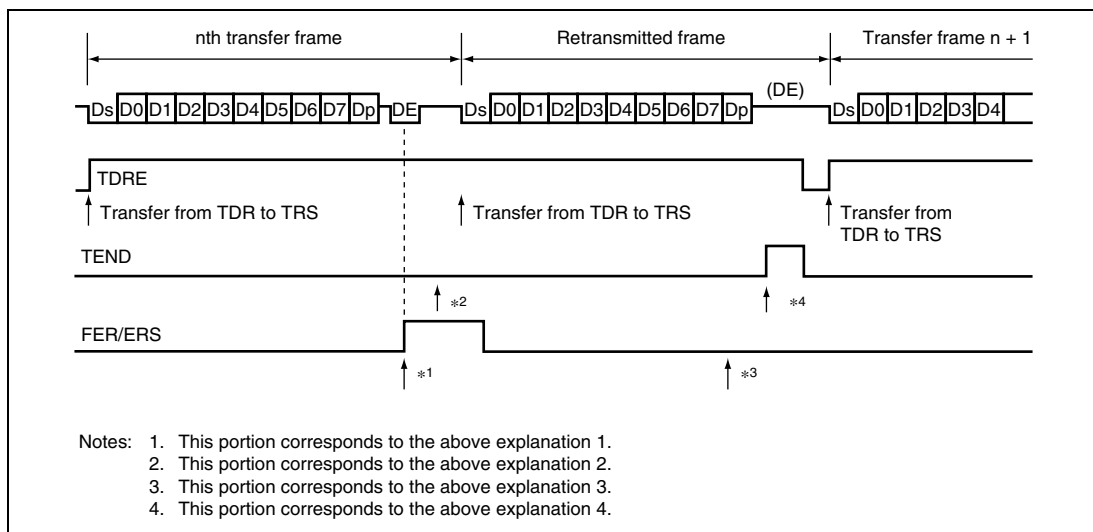 nth transfer frame Retransmitted frame Transfer frame n + 1
(DE)
Ds D0 D1 D2 D3 D4 D5 D6 D7 Dp DE Ds D0 D1 D2 D3 D4 D5 D6 D7 Dp Ds D0 D1 D2 D3 D4
TDRE
Transfer from TDR to TRS Transfer from TDR to TRS Transfer from
TDR to TRS
TEND
*2 *4
FER/ERS
*1 *3
Notes: 1. This portion corresponds to the above explanation 1.
2. This portion corresponds to the above explanation 2.
3. This portion corresponds to the above explanation 3.
4. This portion corresponds to the above explanation 4.